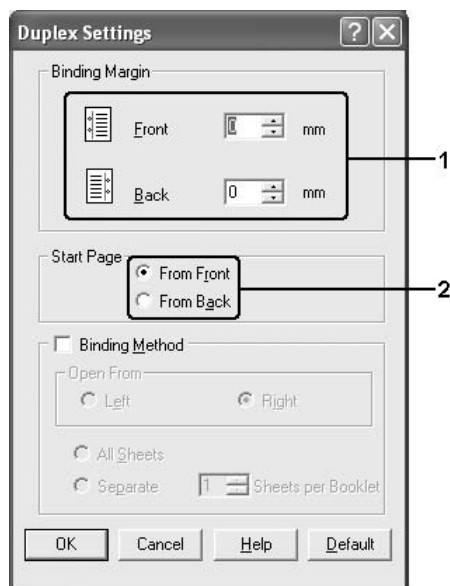 Duplex Settings
Binding Margin
Front 0 mm
1
Back 0 mm
Start Page
From Front
2
From Back
Binding Method
Open From
Left Right
All Sheets
Separate 1 Sheets per Booklet
OK Cancel Help Default